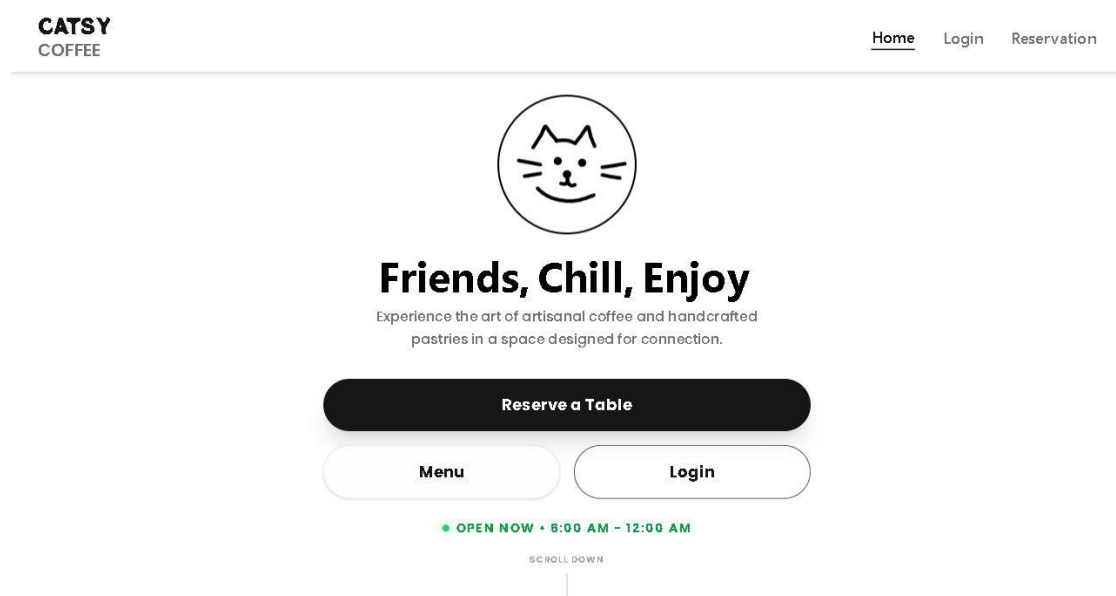 CATSY
COFFEE
Home
Login
Reservation
Friends, Chill, Enjoy
Experience the art of artisanal coffee and handcrafted
pastries in a space designed for connection.
Reserve a Table
Menu
Login
OPEN NOW • 6:00 AM - 12:00 AM
SCROLL DOWN